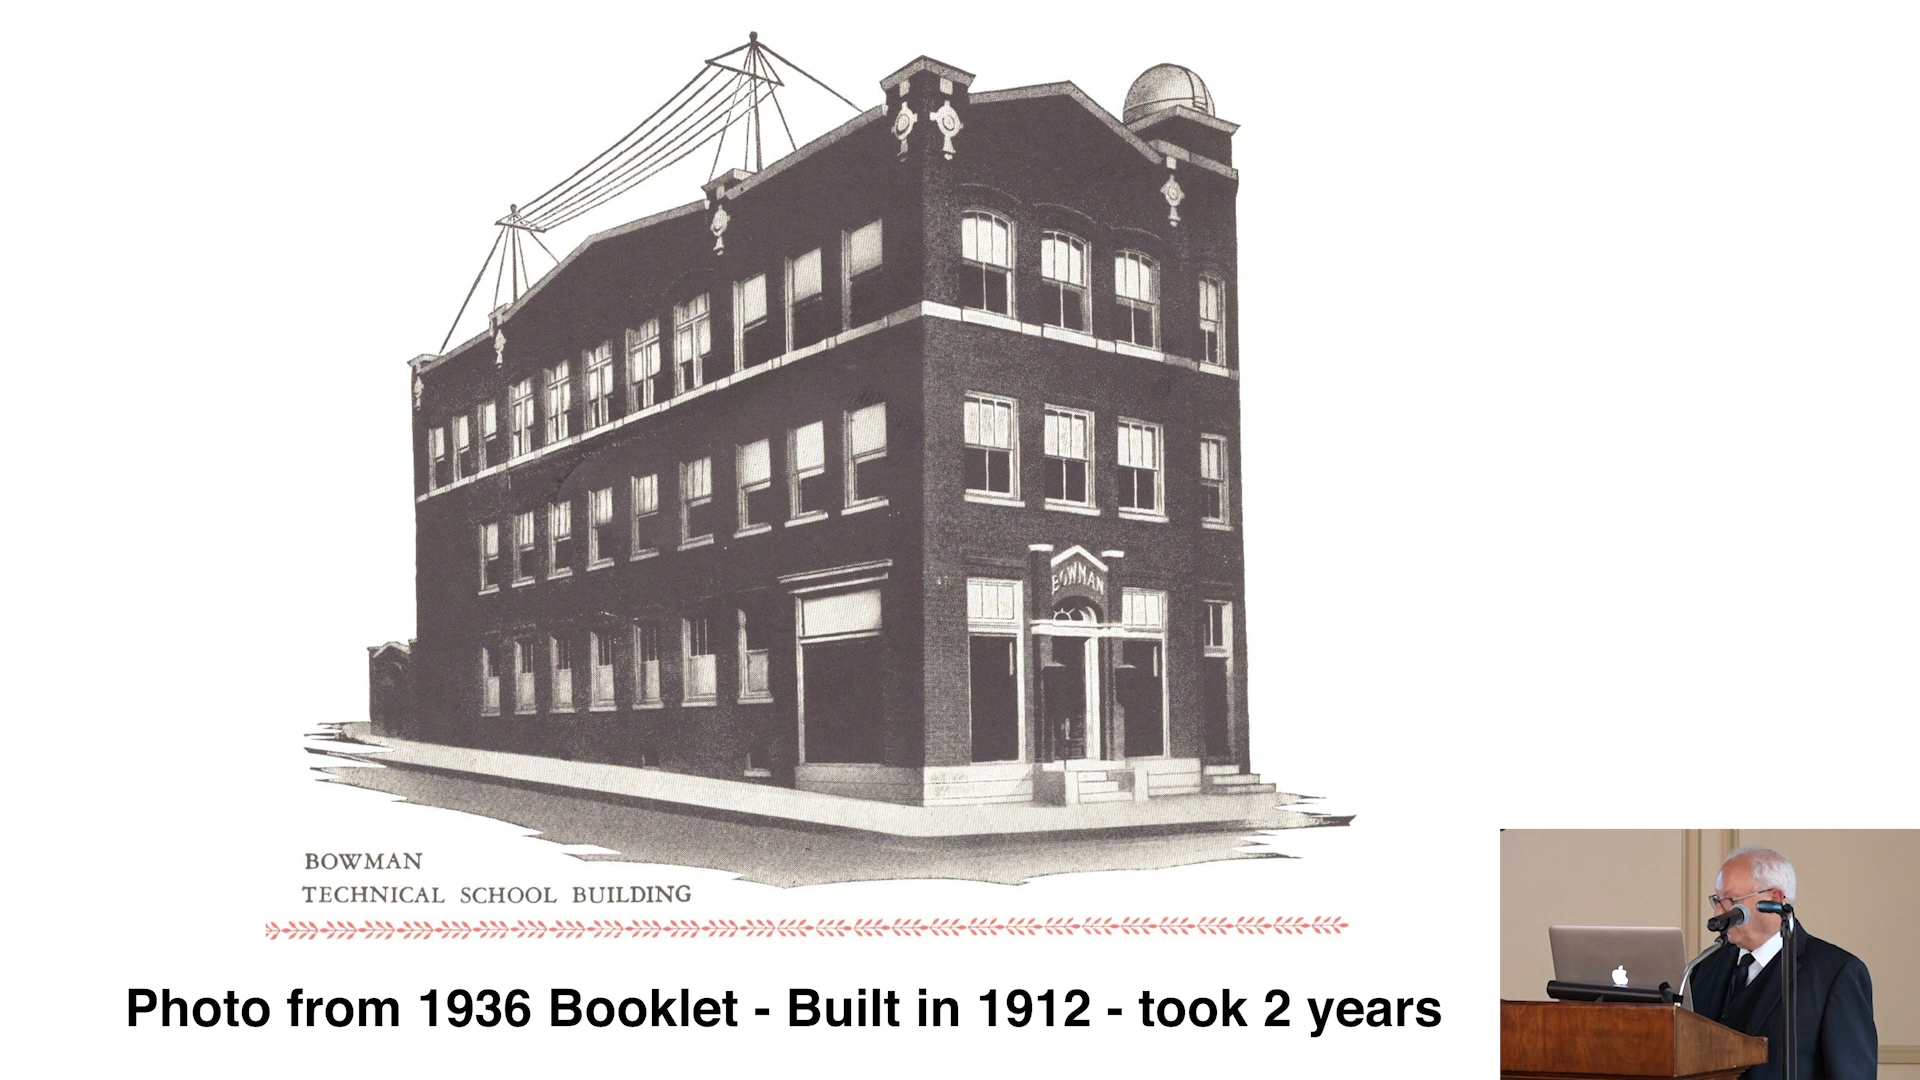 BOWMAN
BOWMAN
TECHNICAL SCHOOL BUILDING
Photo from 1936 Booklet - Built in 1912 - took 2 years